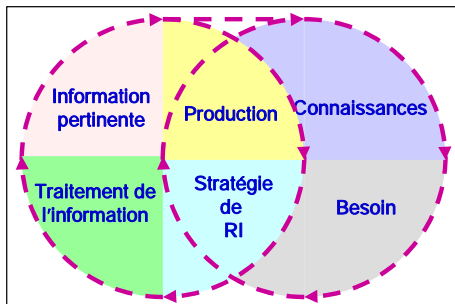 Information
pertinente
Production
Connaissances
Traitement de
l'information
Stratégie
de
RI
Besoin